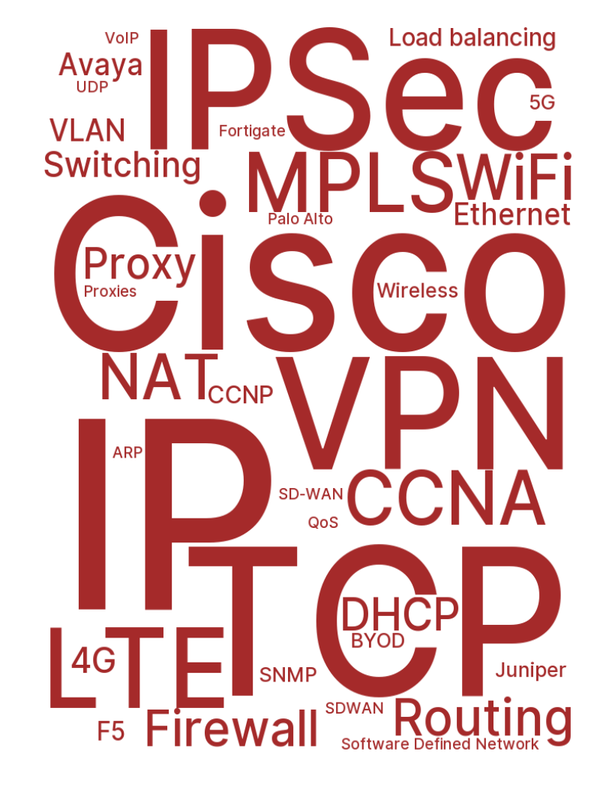 VoIP
Load balancing
Avaya
IPSec
UDP
5G
VLAN
Fortigate
Switching
MPLS
WiFi
Palo Alto
Ethernet
Cisco
Proxy
Proxies
Wireless
NAT
CCNP
VPN
IP
ARP
SD-WAN
CCNA
QoS
TCP
DHCP
BYOD
LTE
4G
SNMP
Juniper
F5
Firewall
SDWAN
Routing
Software Defined Network